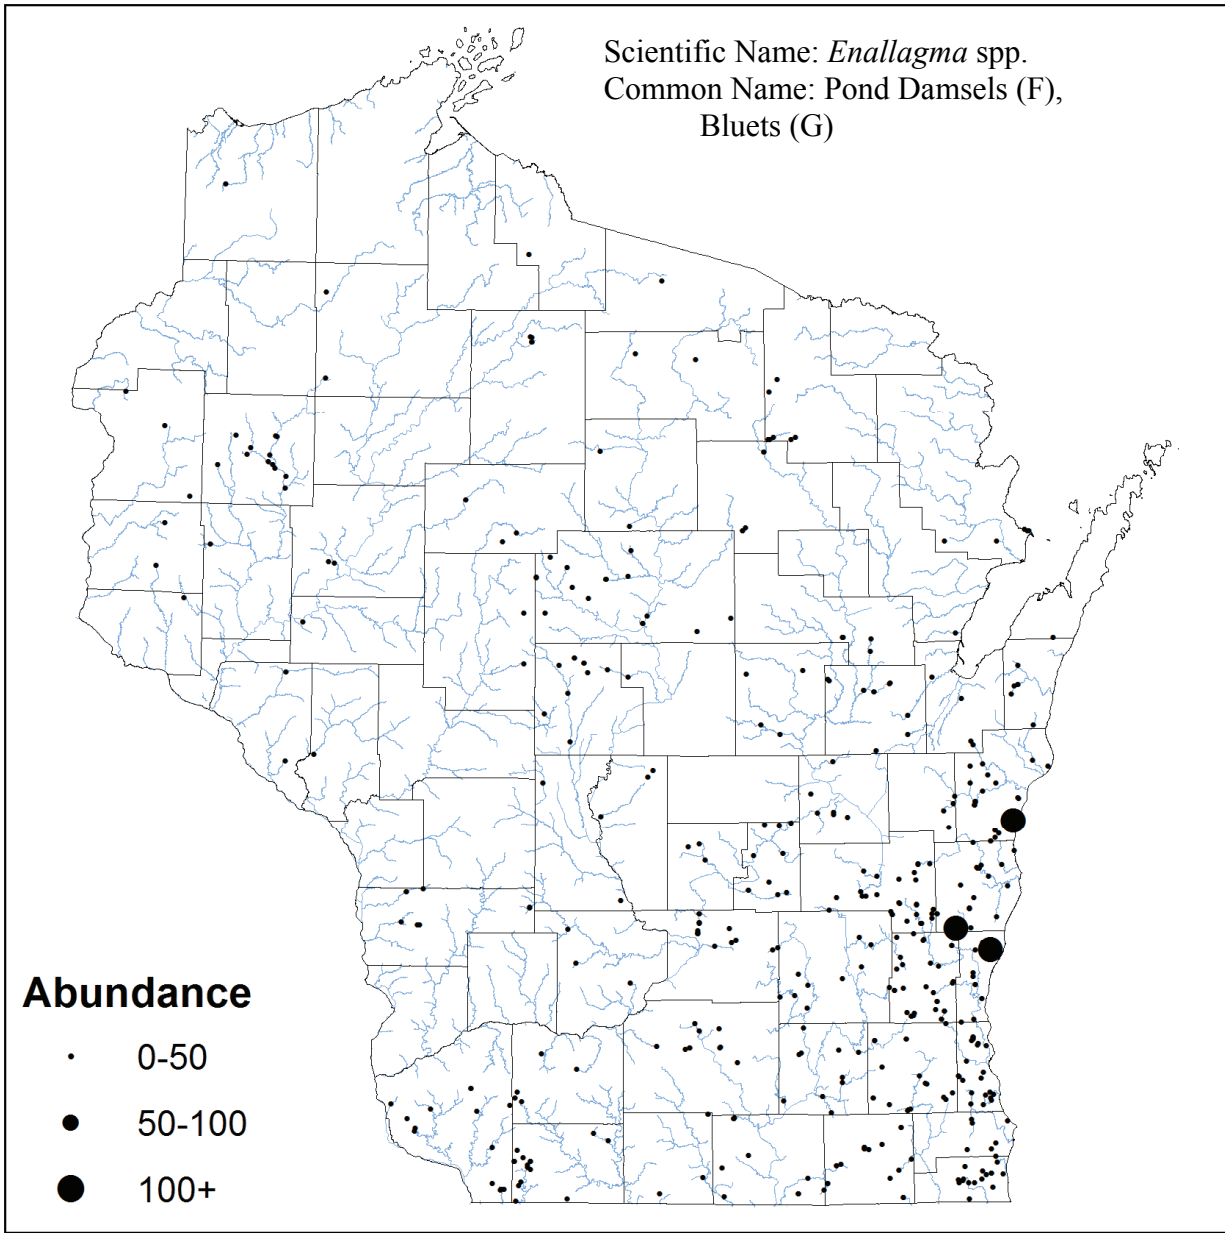 Scientific Name: Enallagma spp.
Common Name: Pond Damsels (F),
Bluets (G)
Abundance
0-50
50-100
100+